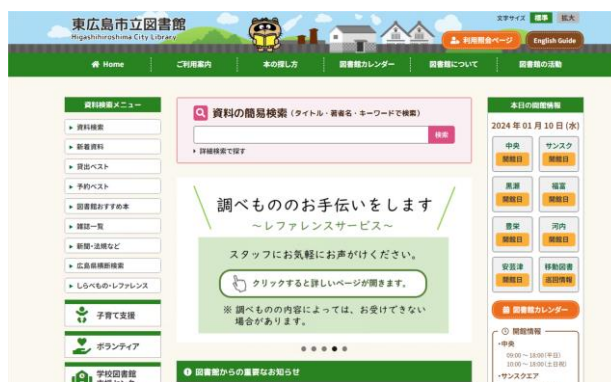 東広島市立図書館
Higashihiroshima City Library
文字サイズ 標準 拡大
利用照会ページ English Guide
Home ご利用案内 本の探し方 図書館カレンダー 図書館について 図書館の活動
資料検索メニュー
資料検索
新着資料
貸出ベスト
予約ベスト
図書館おすすめ本
雑誌一覧
新聞・法規など
広島県横断検索
しらべもの・レファレンス
子育て支援
ボランティア
学校図書館
資料の簡易検索 (タイトル・著者名・キーワードで検索)
検索
詳細検索で探す
調べもののお手伝いをします
～レファレンスサービス～
スタッフにお気軽にお声がけください。
クリックすると詳しいページが開きます。
※ 調べものの内容によっては、お受けできない
場合があります。
図書館からの重要なお知らせ
本日の開館情報
2024 年 01 月 10 日 (水)
中央 サンスク
開館日 開館日
黒瀬 福富
開館日 開館日
豊栄 河内
開館日 開館日
安芸津 移動図書
開館日 巡回情報
図書館カレンダー
開館情報
・中央
09:00 ～ 18:00 (平日)
10:00 ～ 18:00 (土日祝)
・サンスクエア